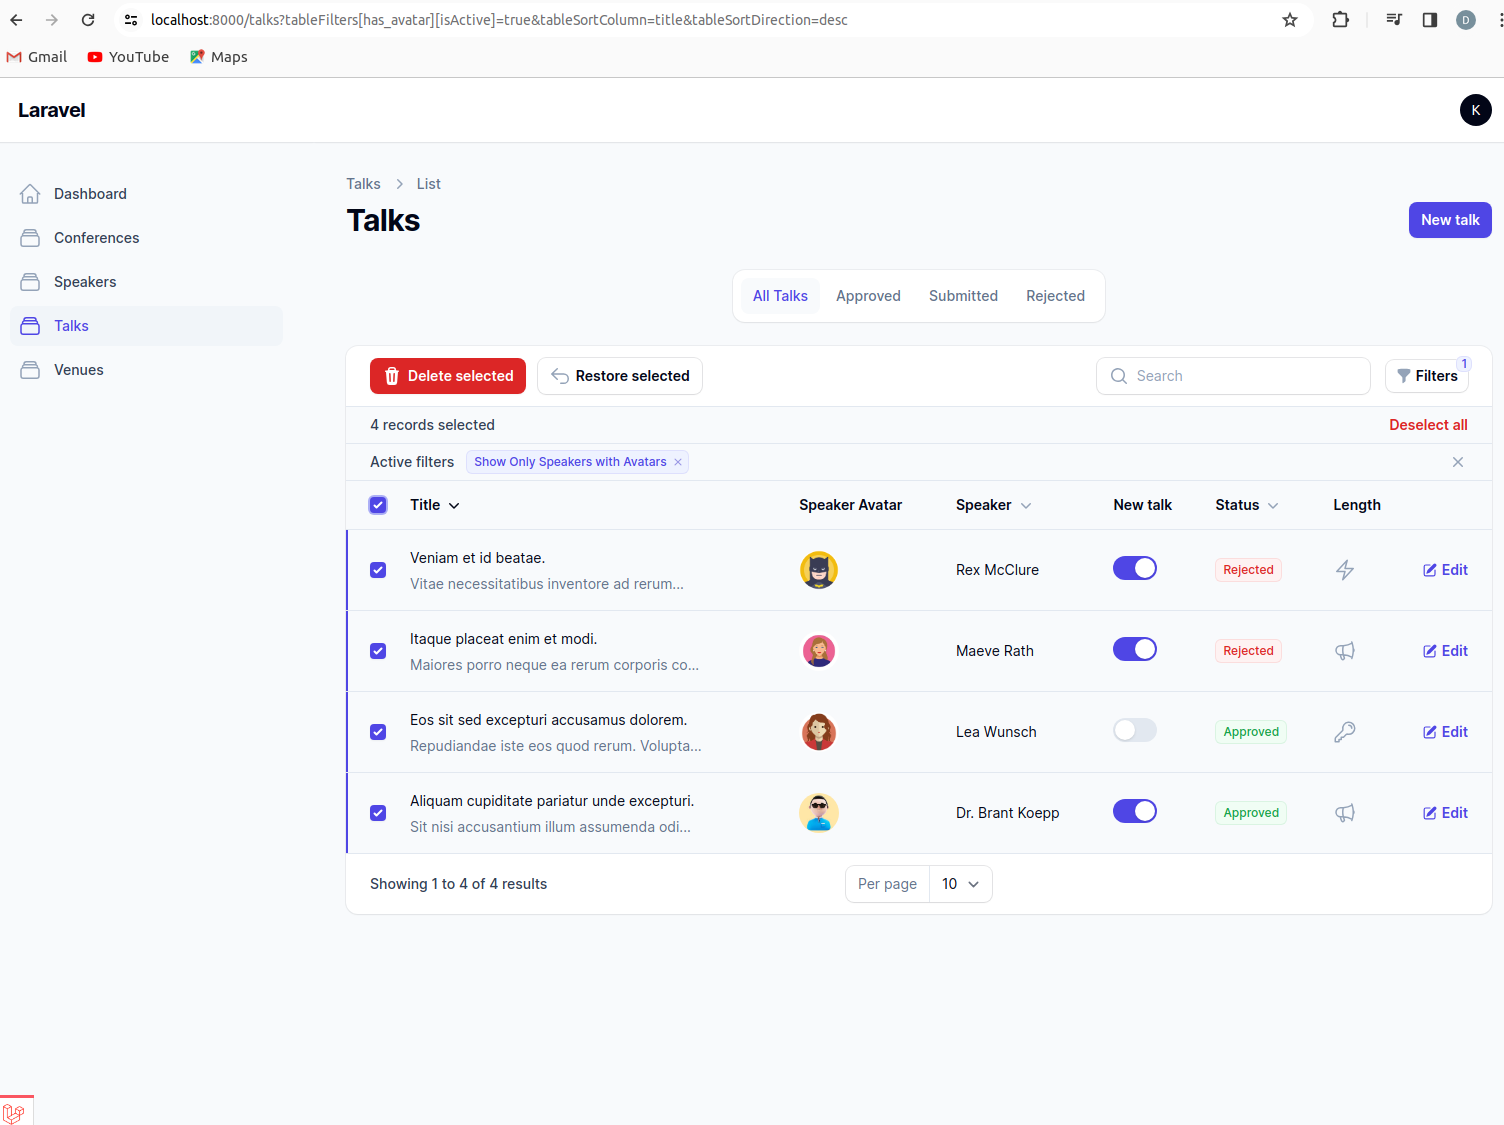 localhost:8000/talks?tableFilters[has_avatar][isActive]=true&tableSortColumn=title&tableSortDirection=desc
D
Gmail YouTube Maps
Laravel
K
Dashboard
Conferences
Speakers
Talks
Venues
Talks List
Talks
New talk
All Talks Approved Submitted Rejected
Delete selected Restore selected Search Filters 1
4 records selected Deselect all
Active filters Show Only Speakers with Avatars
Title Speaker Avatar Speaker New talk Status Length
Veniam et id beatae.
Vitae necessitatibus inventore ad rerum...
Rex McClure Rejected Edit
Itaque placeat enim et modi.
Maiores porro neque ea rerum corporis co...
Maeve Rath Rejected Edit
Eos sit sed excepturi accusamus dolorem.
Repudiandae iste eos quod rerum. Volupta...
Lea Wunsch Approved Edit
Aliquam cupiditate pariatur unde excepturi.
Sit nisi accusantium illum assumenda odi...
Dr. Brant Koepp Approved Edit
Showing 1 to 4 of 4 results Per page 10